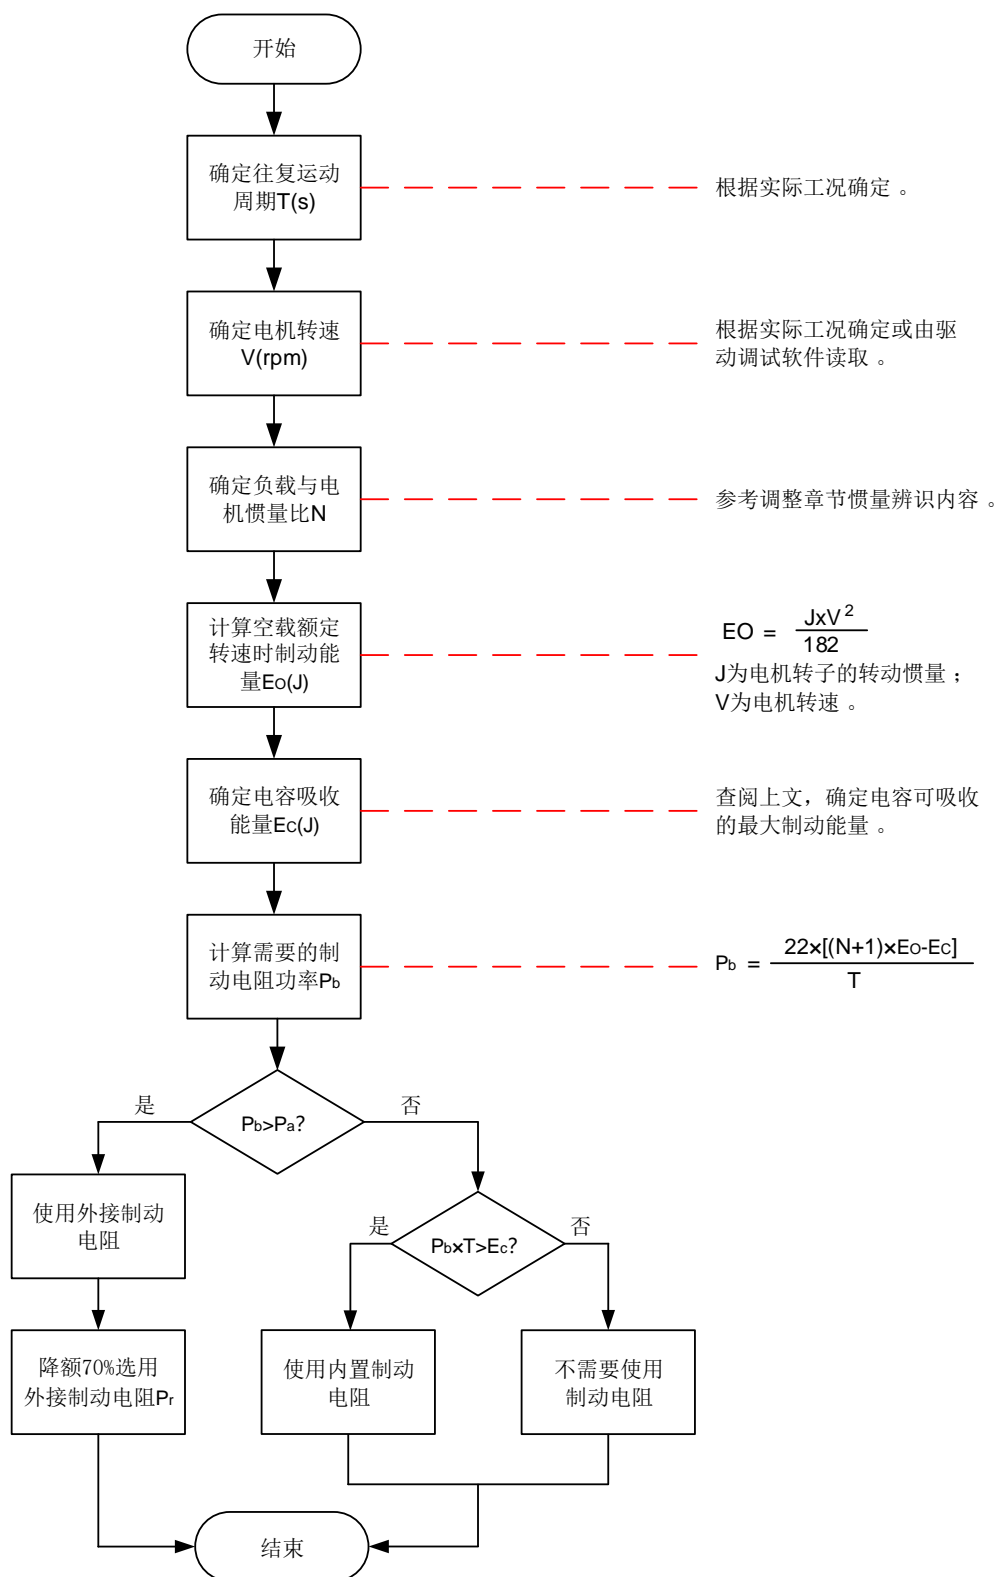 开始
确定往复运动
周期T(s)
根据实际工况确定 。
确定电机转速
V(rpm)
根据实际工况确定或由驱
动调试软件读取 。
确定负载与电
机惯量比N
参考调整章节惯量辨识内容 。
计算空载额定
转速时制动能
量EO(J)
EO = JxV²
182
J为电机转子的转动惯量 ;
V为电机转速 。
确定电容吸收
能量EC(J)
查阅上文, 确定电容可吸收
的最大制动能量 。
计算需要的制
动电阻功率Pb
Pb = 22×[(N+1)×EO-EC]
T
Pb>Pa?
是
否
使用外接制动
电阻
Pb×T>Ec?
是
否
降额70%选用
外接制动电阻Pr
使用内置制动
电阻
不需要使用
制动电阻
结束